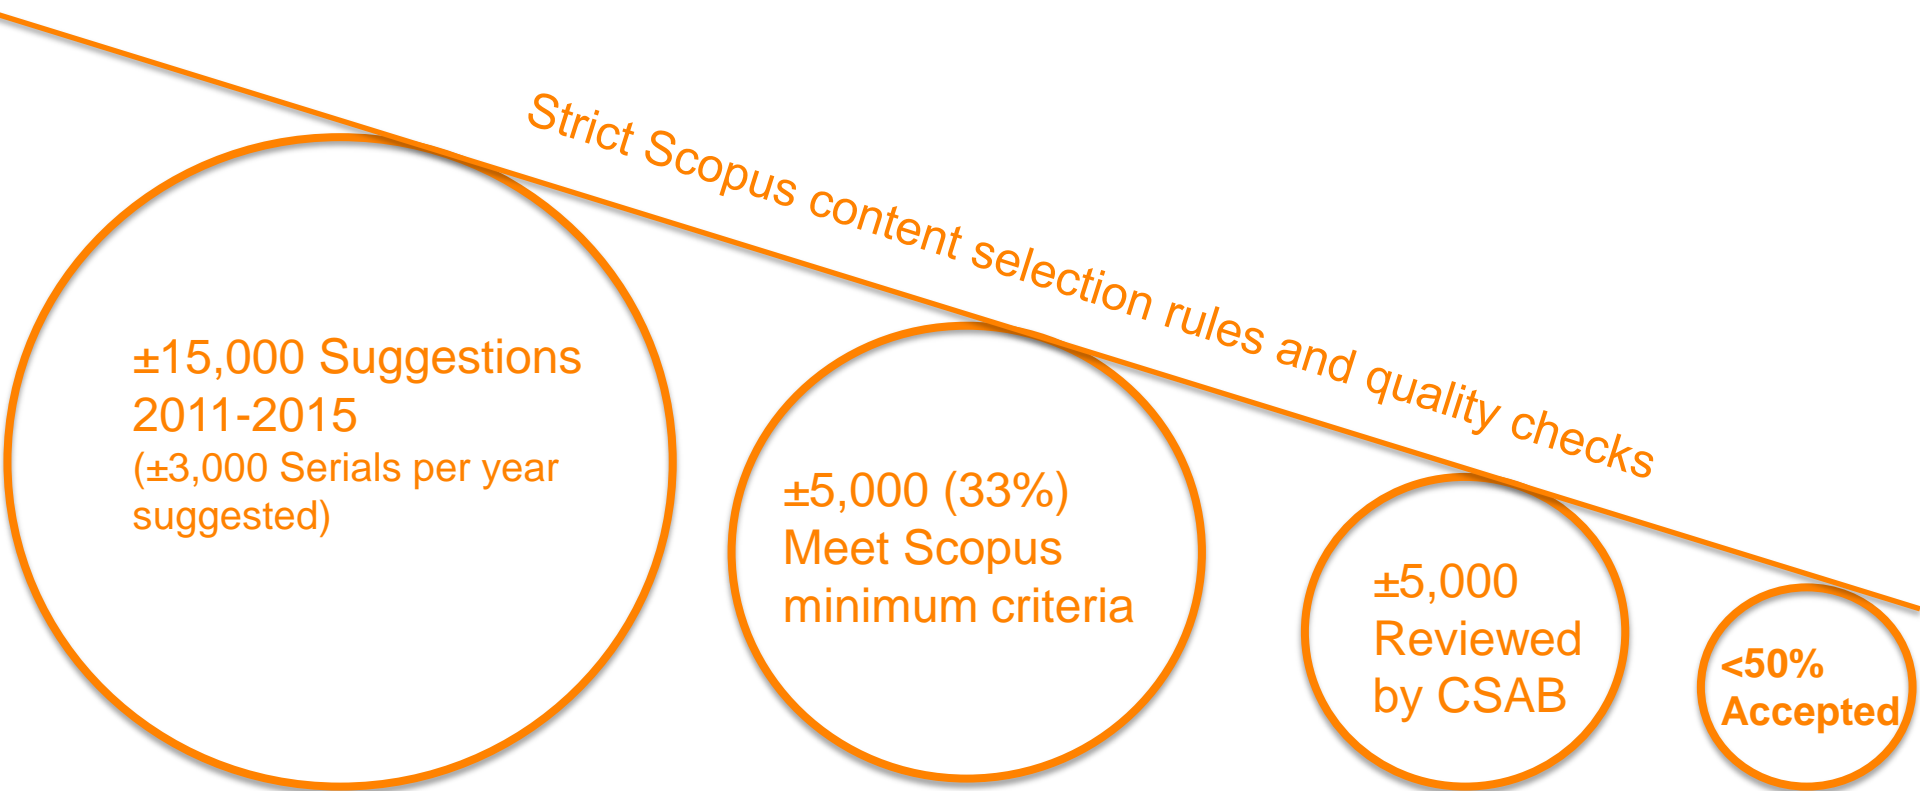 Strict Scopus content selection rules and quality checks
±15,000 Suggestions
2011-2015
(±3,000 Serials per year
suggested)
±5,000 (33%)
Meet Scopus
minimum criteria
±5,000
Reviewed
by CSAB
<50%
Accepted